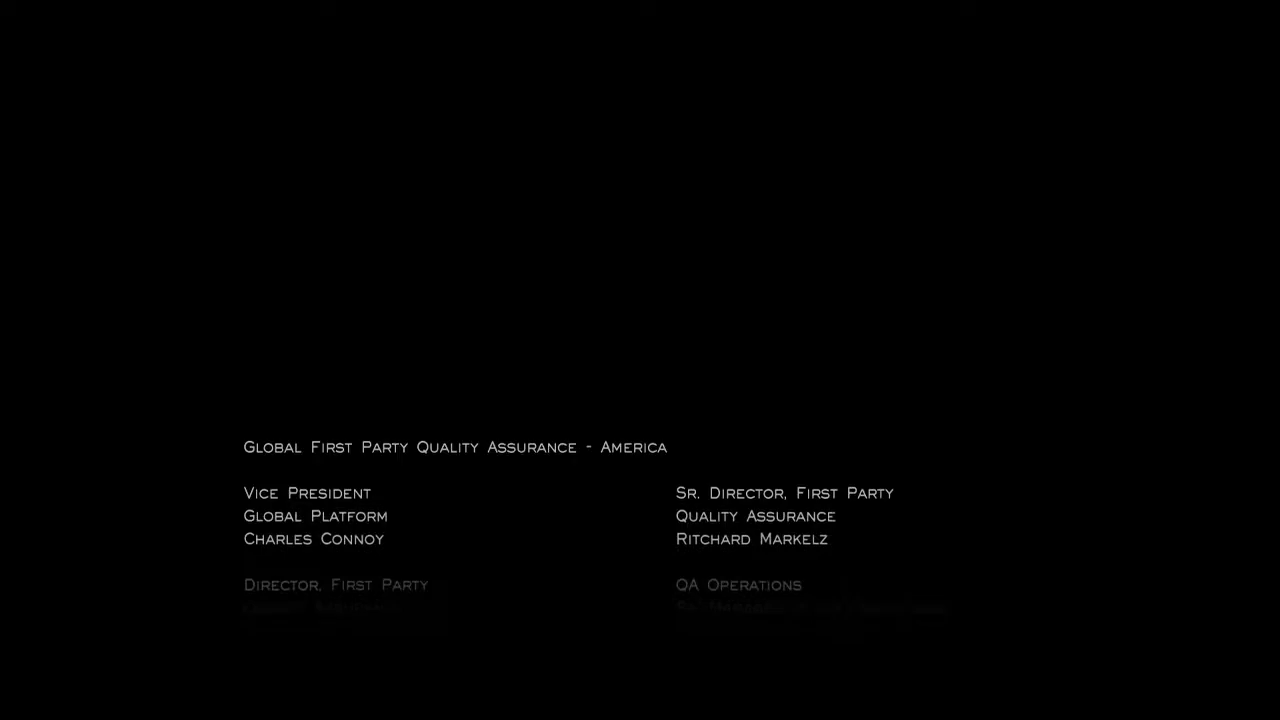 Global First Party Quality Assurance - America
Vice President
Global Platform
Charles Connoy
Sr. Director, First Party
Quality Assurance
Ritchard Markelz
Director, First Party
QA Operations